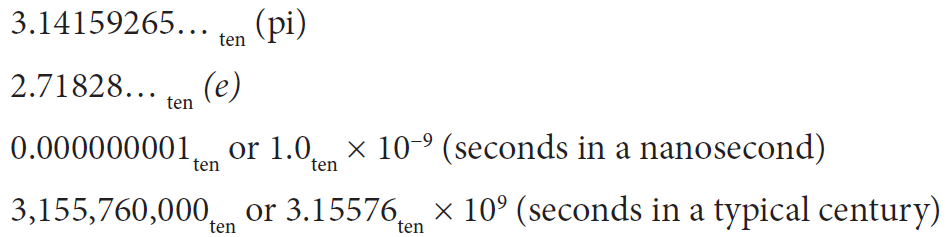 3.14159265… ten (pi)
2.71828… ten (e)
0.000000001ten or 1.0ten × 10⁻⁹ (seconds in a nanosecond)
3,155,760,000ten or 3.15576ten × 10⁹ (seconds in a typical century)